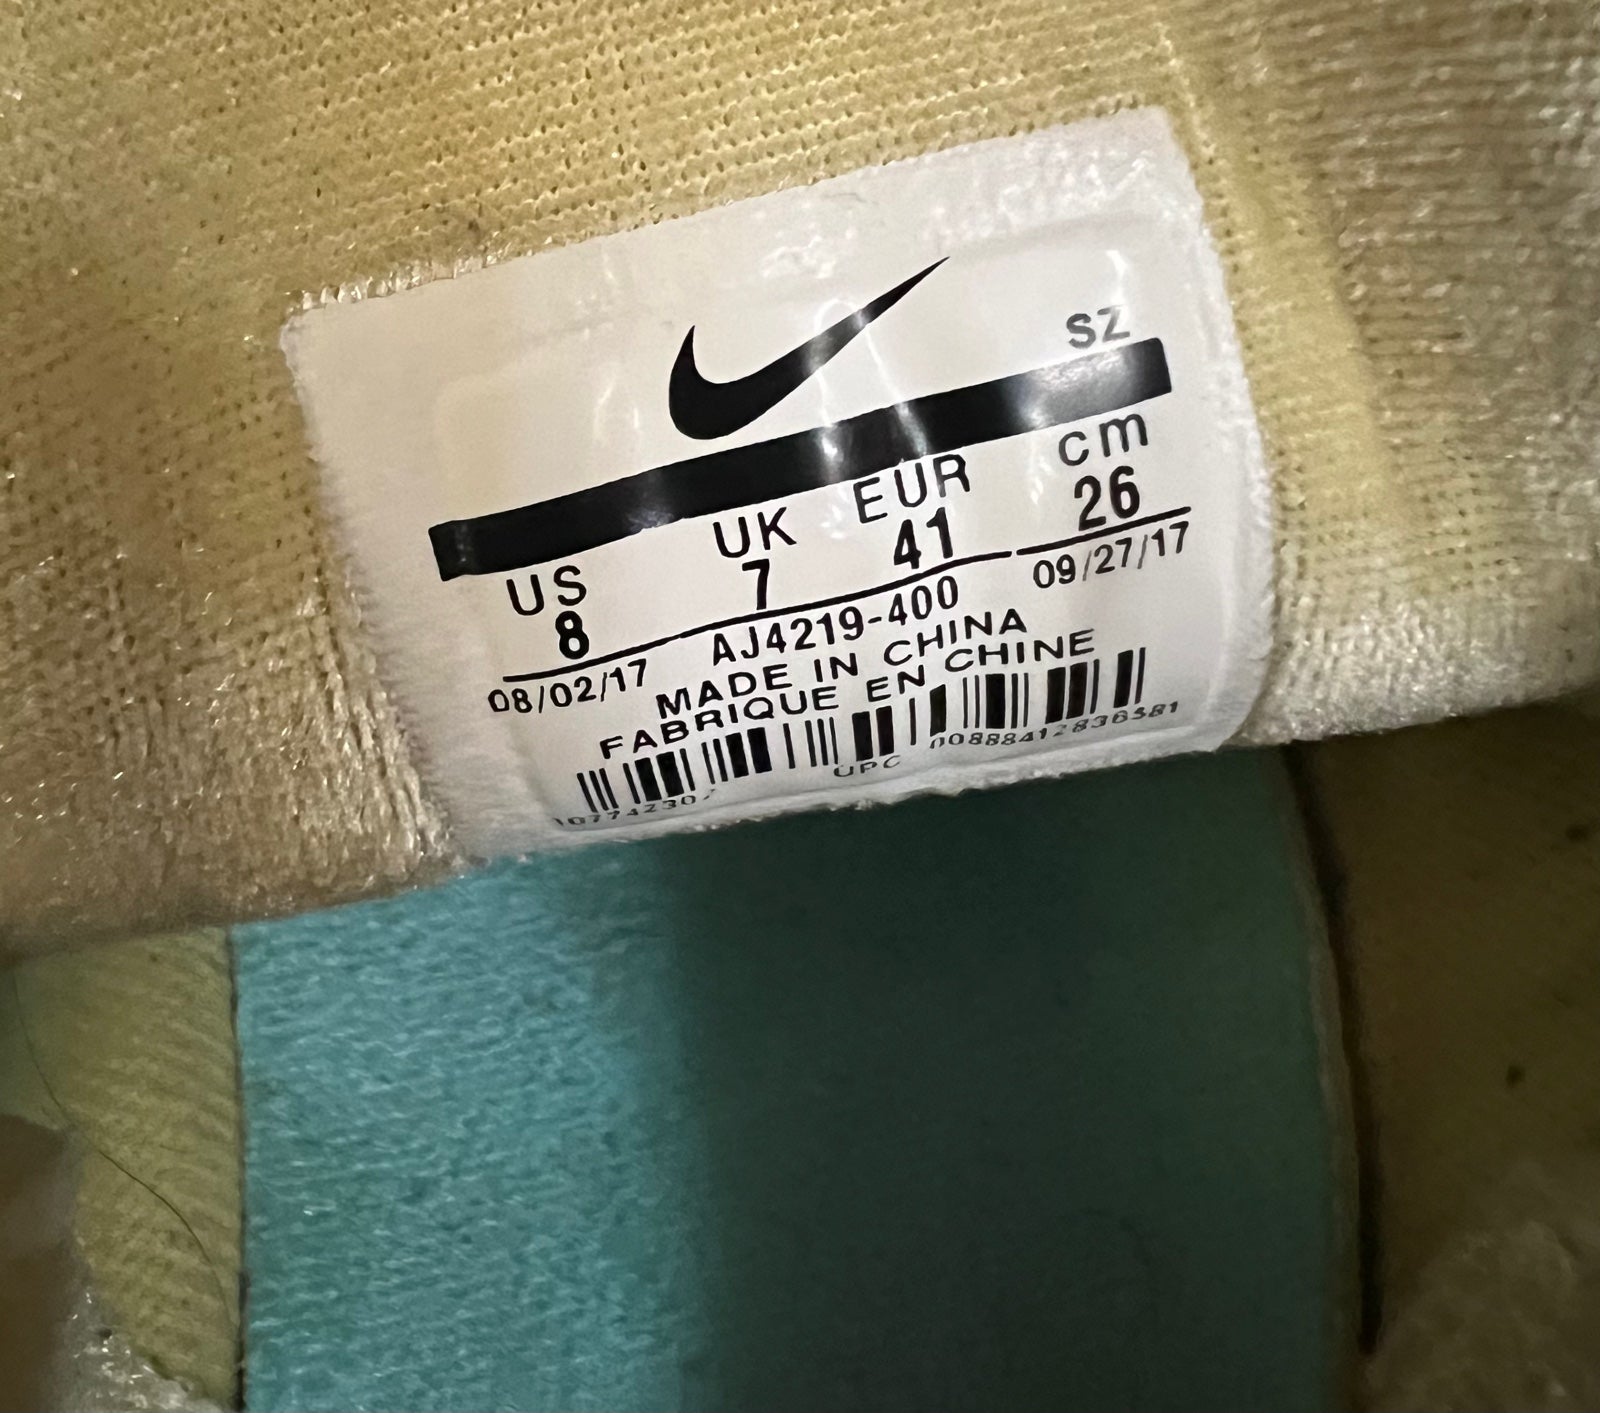 SZ
US UK EUR cm
8 7 41 26
08/02/17 AJ4219-400 09/27/17
MADE IN CHINA
FABRIQUE EN CHINE
UPC